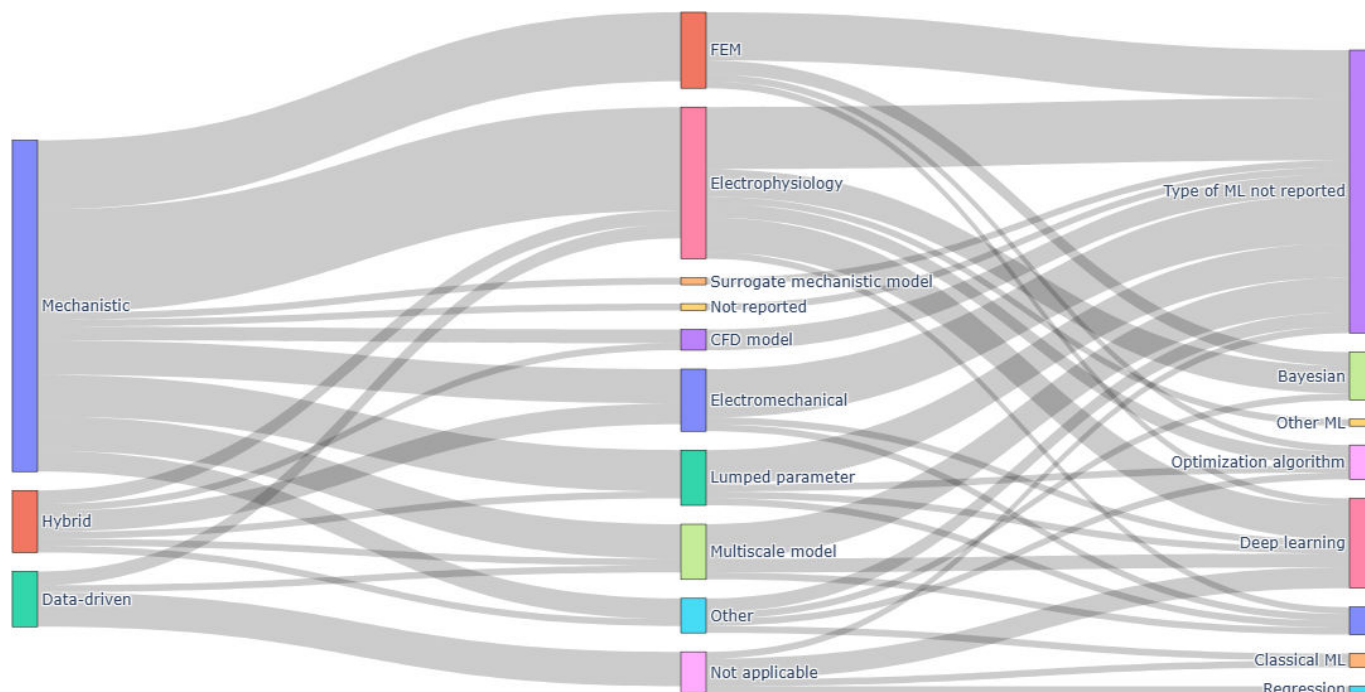 Mechanistic
Hybrid
Data-driven
FEM
Electrophysiology
Surrogate mechanistic model
Not reported
CFD model
Electromechanical
Lumped parameter
Multiscale model
Other
Not applicable
Type of ML not reported
Bayesian
Other ML
Optimization algorithm
Deep learning
Classical ML
Regression